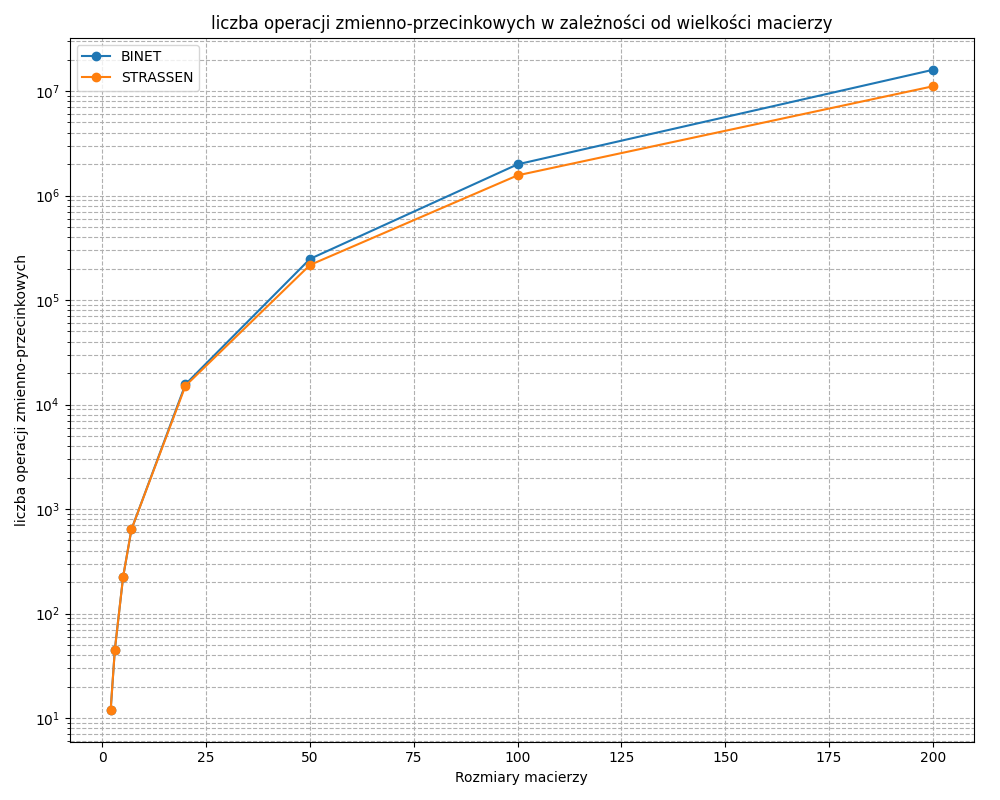 liczba operacji zmienno-przecinkowych w zależności od wielkości macierzy
BINET
STRASSEN
liczba operacji zmienno-przecinkowych
10⁷
10⁶
10⁵
10⁴
10³
10²
10¹
0 25 50 75 100 125 150 175 200
Rozmiary macierzy